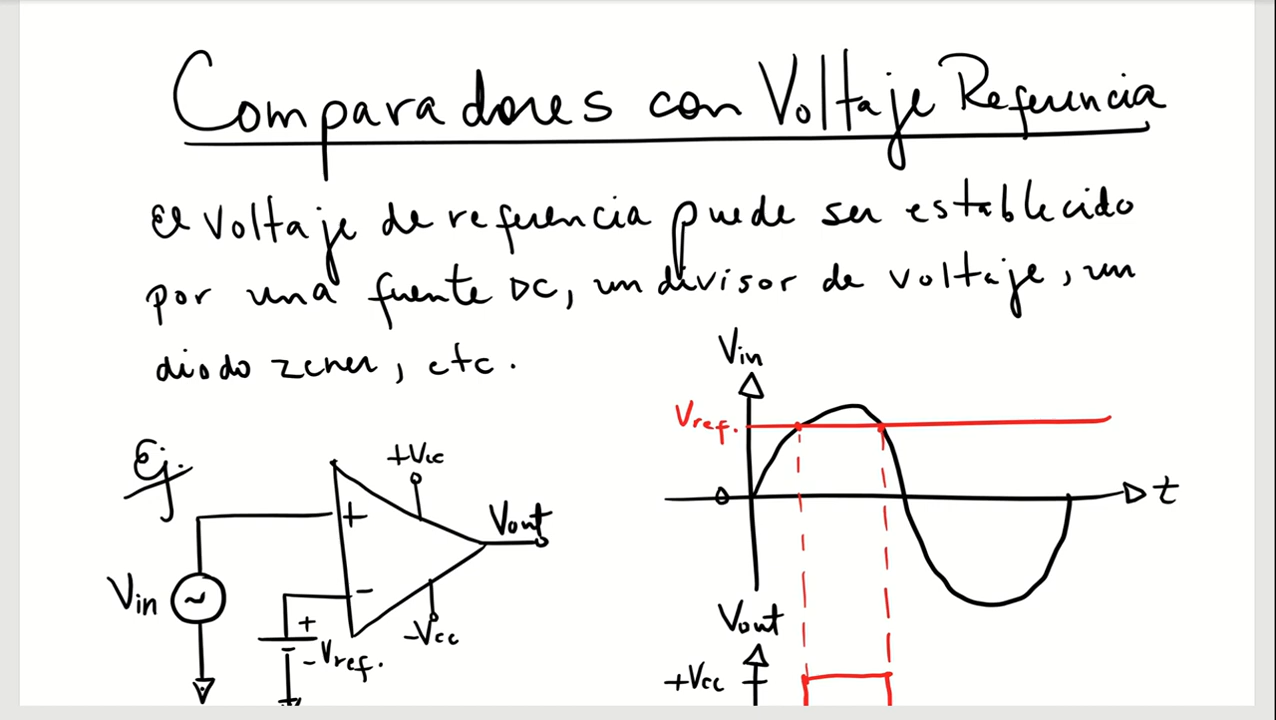 Comparadores con Voltaje Referencia
El voltaje de referencia puede ser establecido
por una fuente DC, un divisor de voltaje, un
diodo zener, etc.
Ej.
+Vcc
+
Vout
Vin
-
+
-Vcc
- Vref.
Vin
Vref.
0
t
Vout
+Vcc